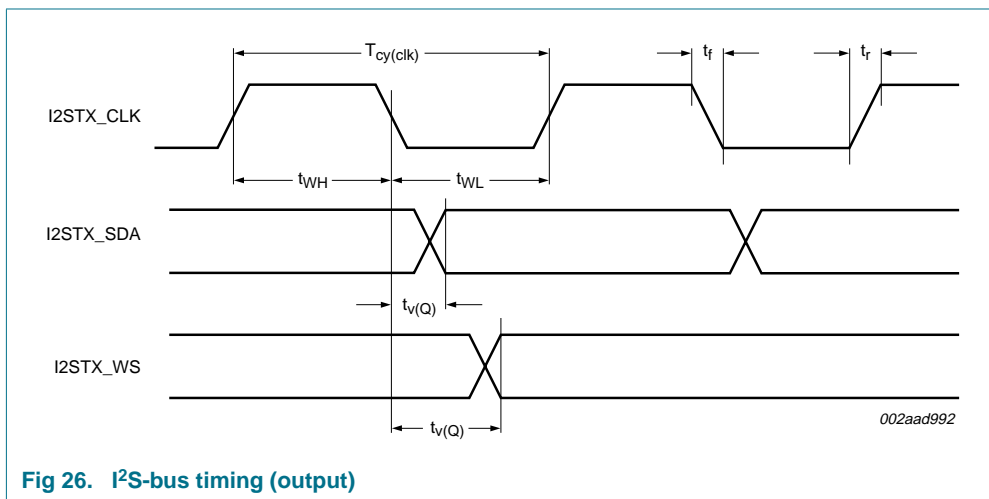 T_cy(clk)
t_f
t_r
I2STX_CLK
t_WH
t_WL
I2STX_SDA
t_v(Q)
I2STX_WS
t_v(Q)
002aad992
Fig 26. I²S-bus timing (output)